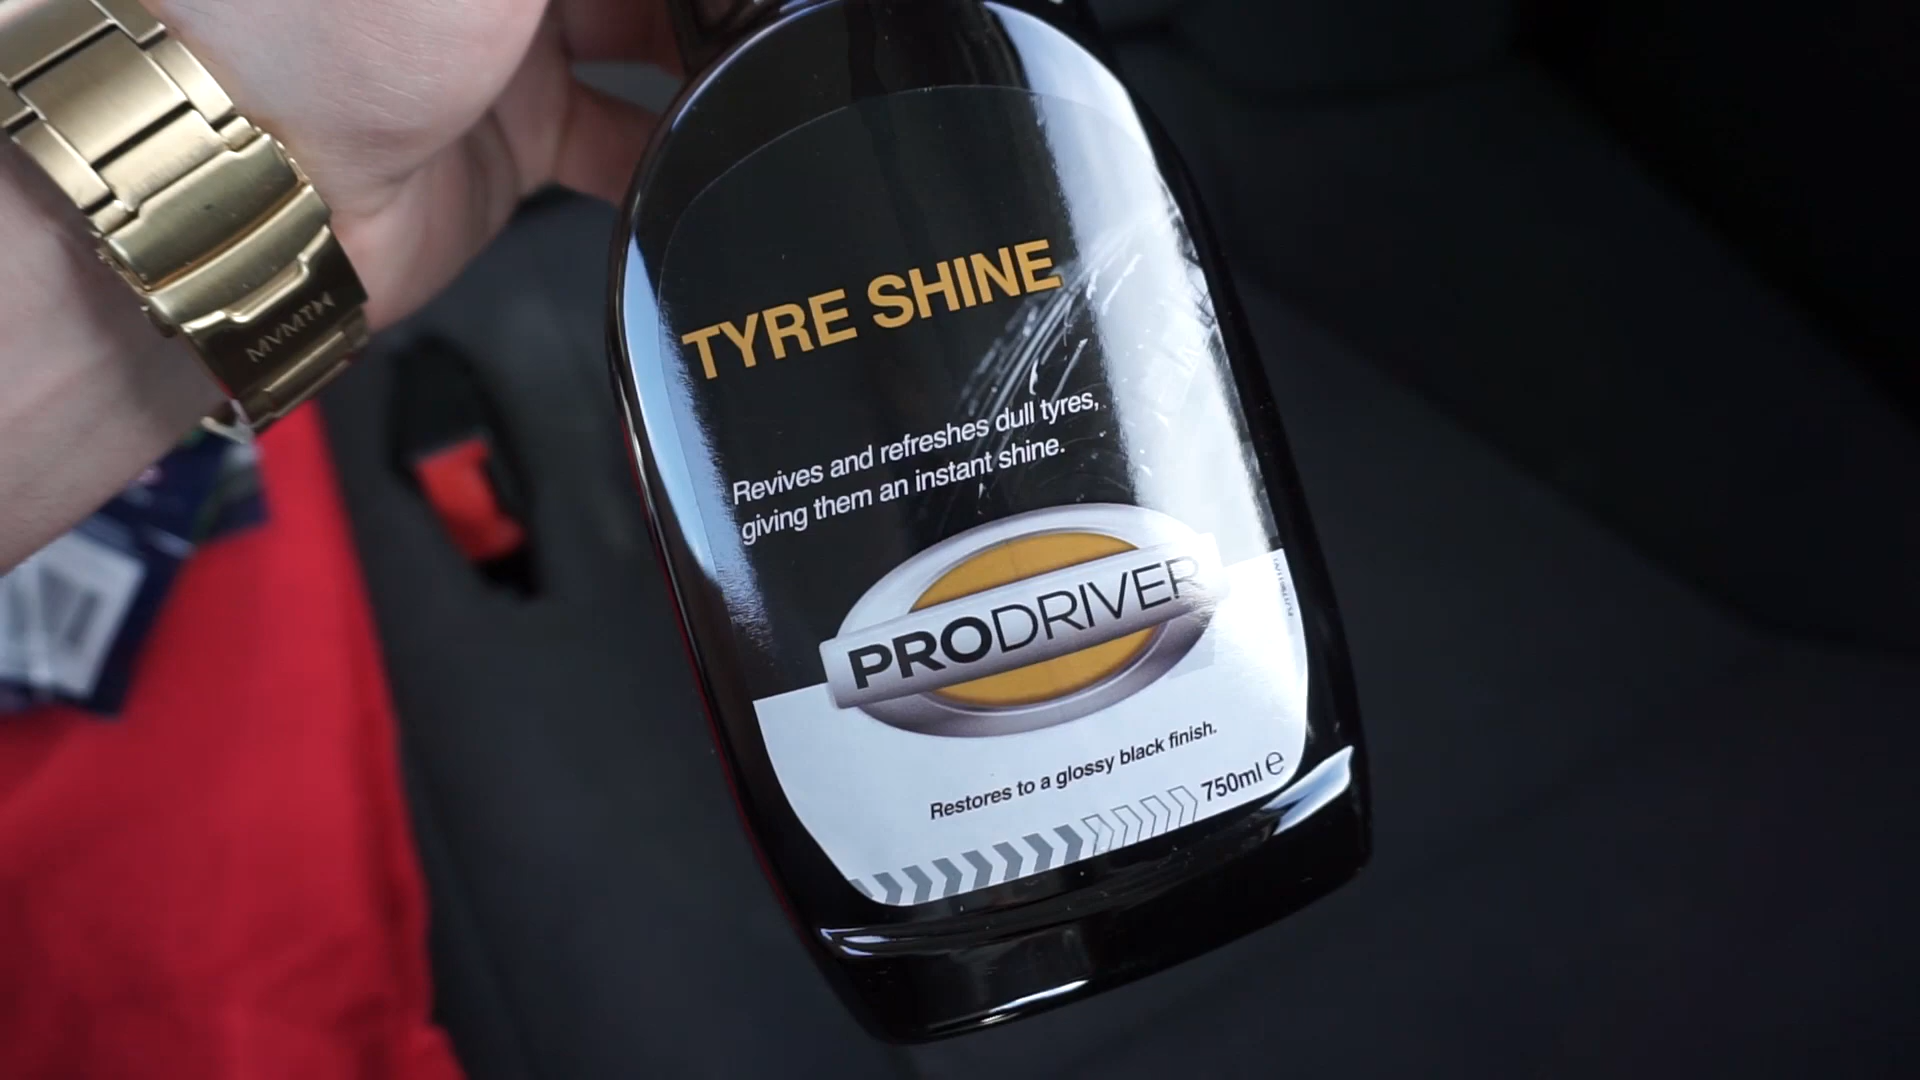 MVMT
TYRE SHINE
Revives and refreshes dull tyres,
giving them an instant shine.
PRODRIVER
Restores to a glossy black finish.
750ml e